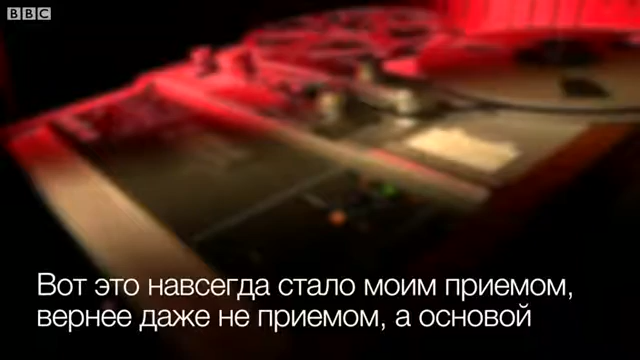 BBC
Вот это навсегда стало моим приемом,
вернее даже не приемом, а основой